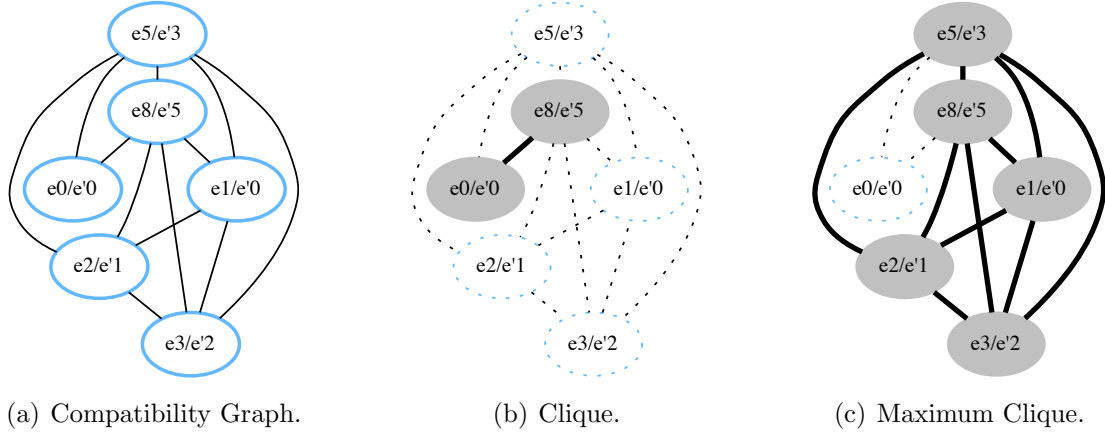 e5/e'3
e8/e'5
e0/e'0
e1/e'0
e2/e'1
e3/e'2
(a) Compatibility Graph.
e5/e'3
e8/e'5
e0/e'0
e1/e'0
e2/e'1
e3/e'2
(b) Clique.
e5/e'3
e8/e'5
e0/e'0
e1/e'0
e2/e'1
e3/e'2
(c) Maximum Clique.